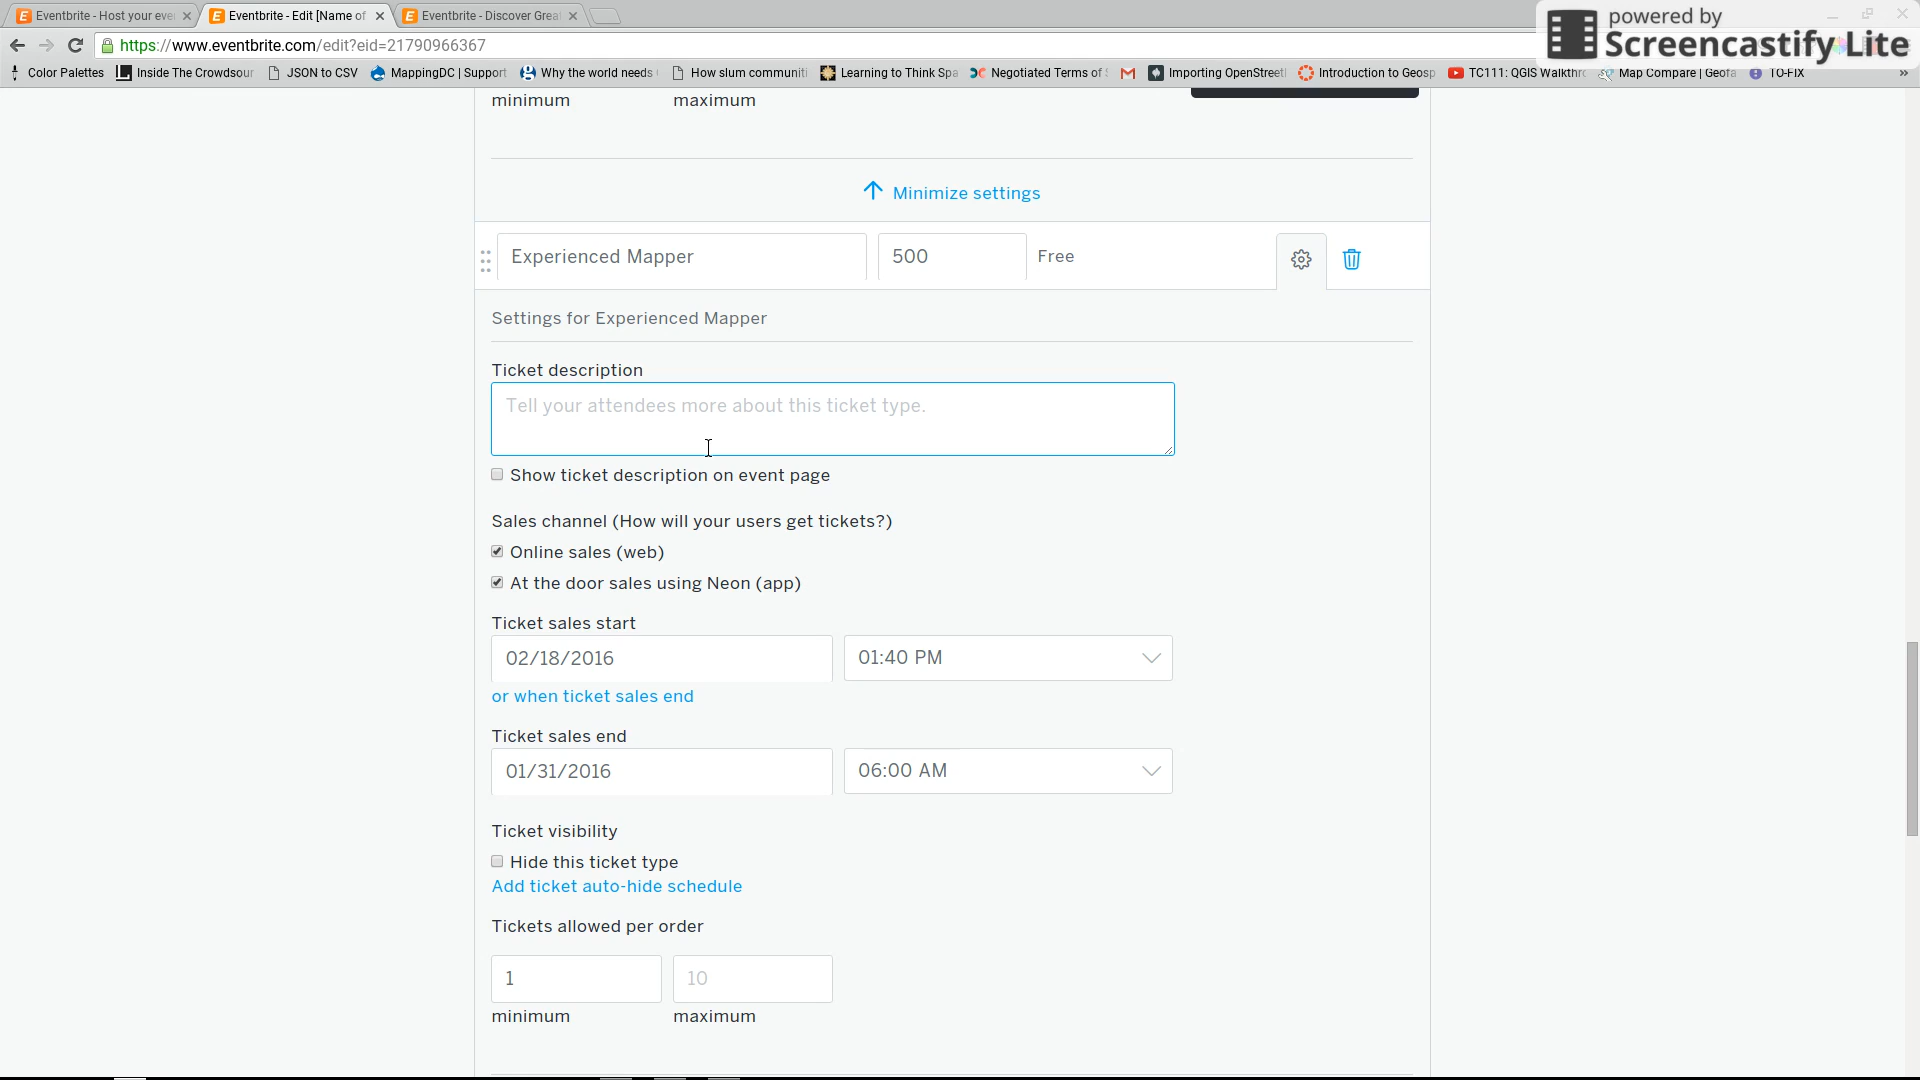 Eventbrite - Host your eve
Eventbrite - Edit [Name of
Eventbrite - Discover Grea
powered by
Screencastify Lite
https://www.eventbrite.com/edit?eid=21790966367
Color Palettes
Inside The Crowdsour
JSON to CSV
MappingDC | Support
Why the world needs
How slum communiti
Learning to Think Spa
Negotiated Terms of
Importing OpenStreet
Introduction to Geosp
TC111: QGIS Walkthr
Map Compare | Geofa
TO-FIX
»
minimum
maximum
Minimize settings
Experienced Mapper
500
Free
Settings for Experienced Mapper
Ticket description
Tell your attendees more about this ticket type.
Show ticket description on event page
Sales channel (How will your users get tickets?)
Online sales (web)
At the door sales using Neon (app)
Ticket sales start
02/18/2016
01:40 PM
or when ticket sales end
Ticket sales end
01/31/2016
06:00 AM
Ticket visibility
Hide this ticket type
Add ticket auto-hide schedule
Tickets allowed per order
1
10
minimum
maximum